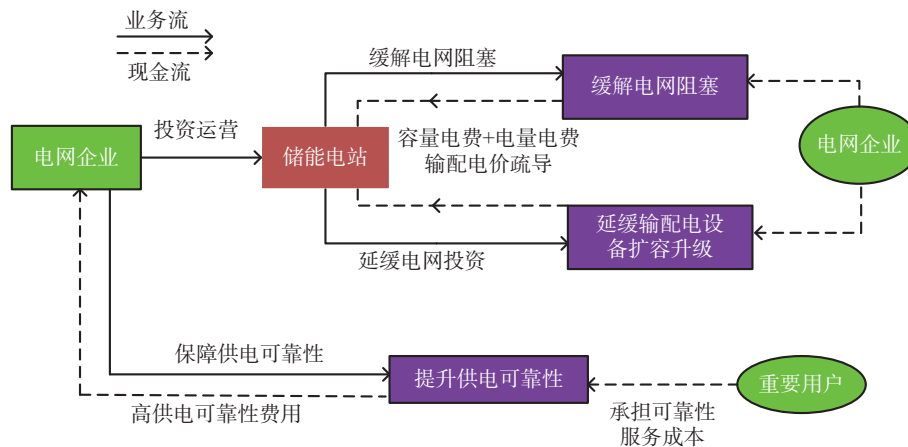 业务流
现金流
缓解电网阻塞
缓解电网阻塞
投资运营
电网企业
储能电站
容量电费+电量电费
输配电价疏导
电网企业
延缓输配电设
备扩容升级
延缓电网投资
保障供电可靠性
提升供电可靠性
重要用户
高供电可靠性费用
承担可靠性
服务成本